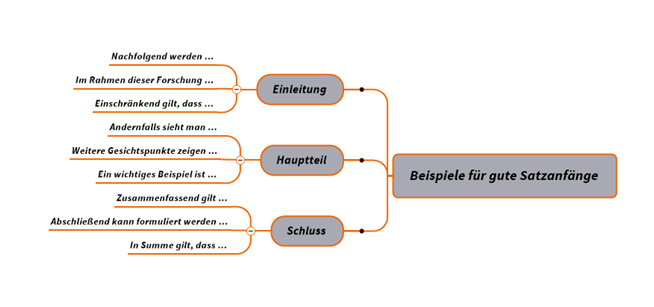 Nachfolgend werden ...
Im Rahmen dieser Forschung ...
Einschränkend gilt, dass ...
Einleitung
Andernfalls sieht man ...
Weitere Gesichtspunkte zeigen ...
Ein wichtiges Beispiel ist ...
Hauptteil
Beispiele für gute Satzanfänge
Zusammenfassend gilt ...
Abschließend kann formuliert werden ...
In Summe gilt, dass ...
Schluss